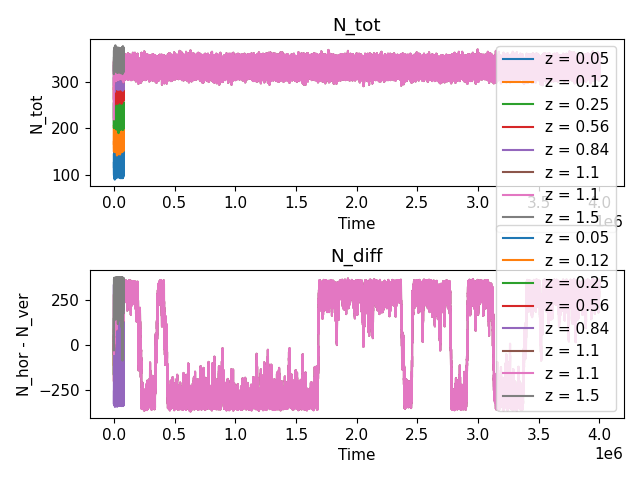 N_tot
N_tot
300
200
100
0.0 0.5 1.0 1.5 2.0 2.5 3.0 3.5 4.0
1e6
Time
z = 0.05
z = 0.12
z = 0.25
z = 0.56
z = 0.84
z = 1.1
z = 1.1
z = 1.5
N_diff
N_hor - N_ver
250
0
−250
0.0 0.5 1.0 1.5 2.0 2.5 3.0 3.5 4.0
1e6
Time
z = 0.05
z = 0.12
z = 0.25
z = 0.56
z = 0.84
z = 1.1
z = 1.1
z = 1.5